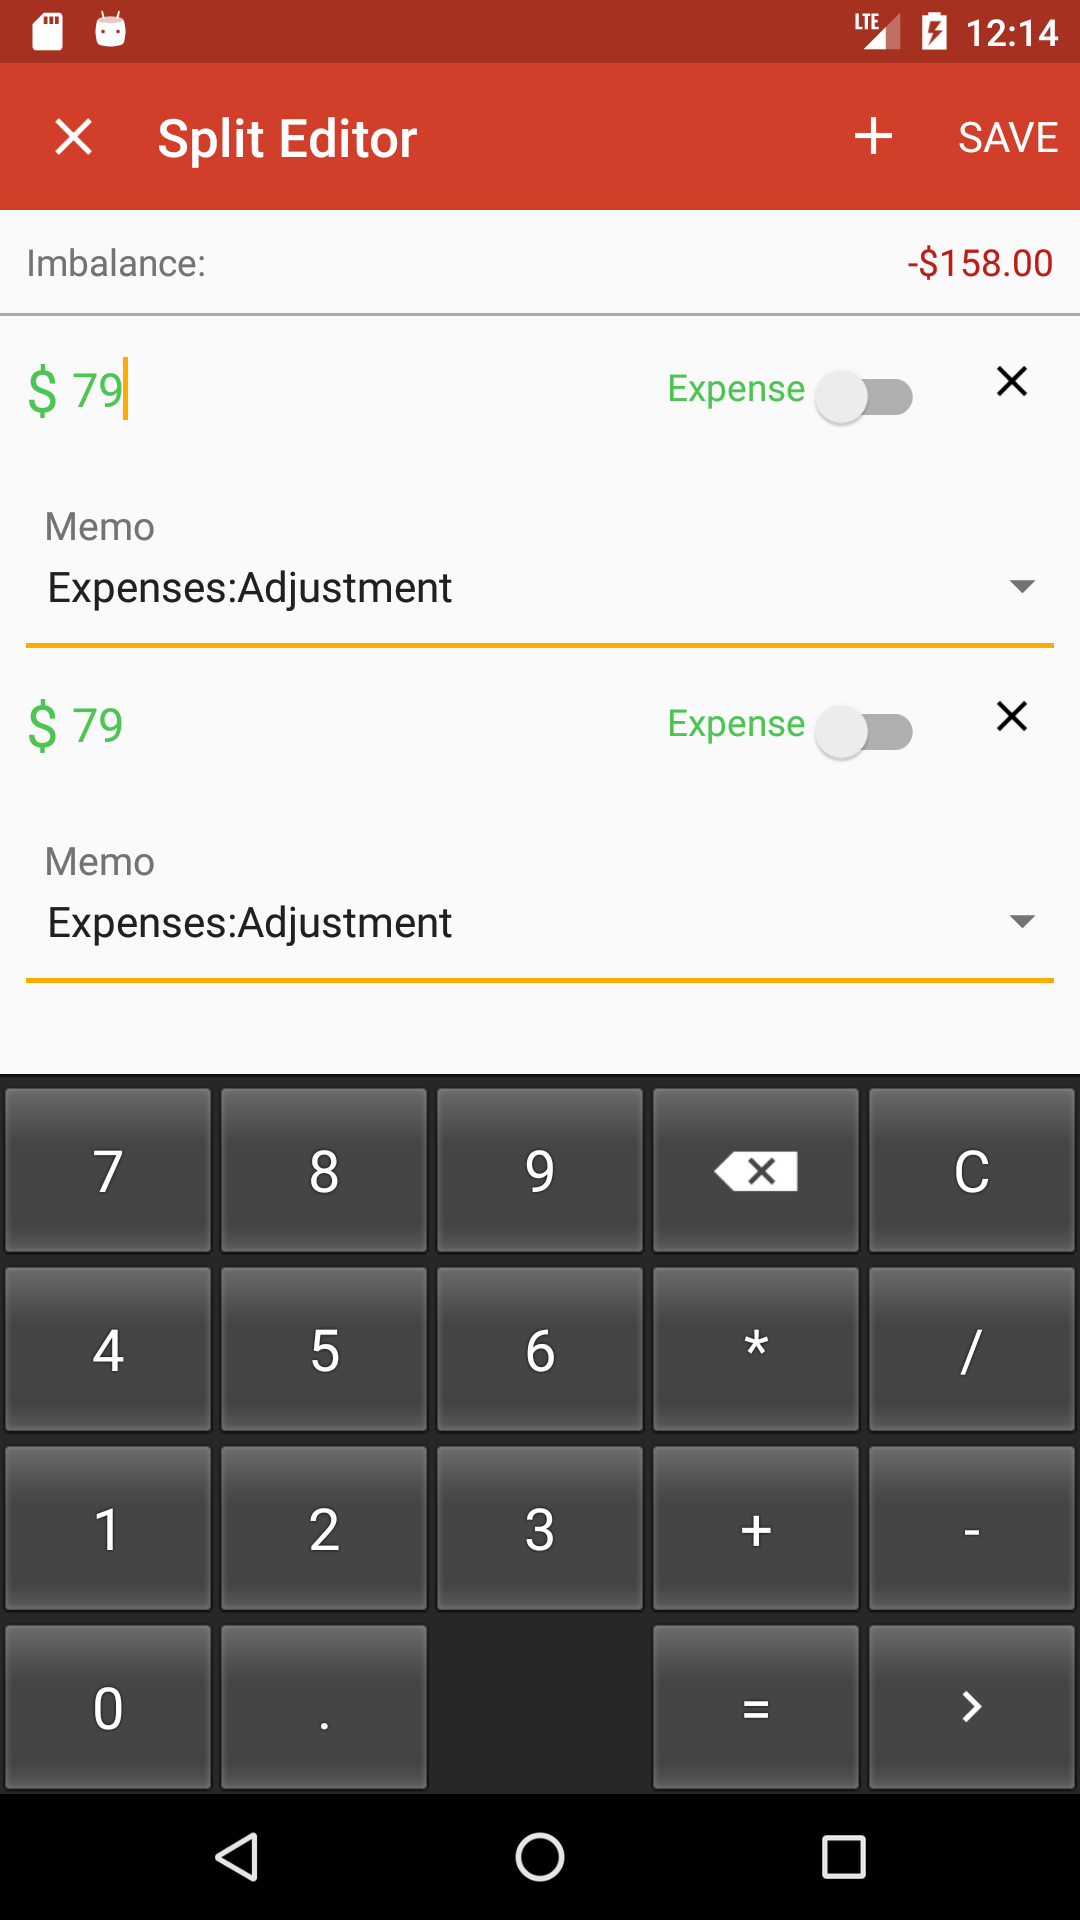 LTE 12:14
Split Editor + SAVE
Imbalance: -$158.00
$ 79 Expense
Memo
Expenses:Adjustment
$ 79 Expense
Memo
Expenses:Adjustment
7 8 9 C
4 5 6 * /
1 2 3 + -
0 . = >